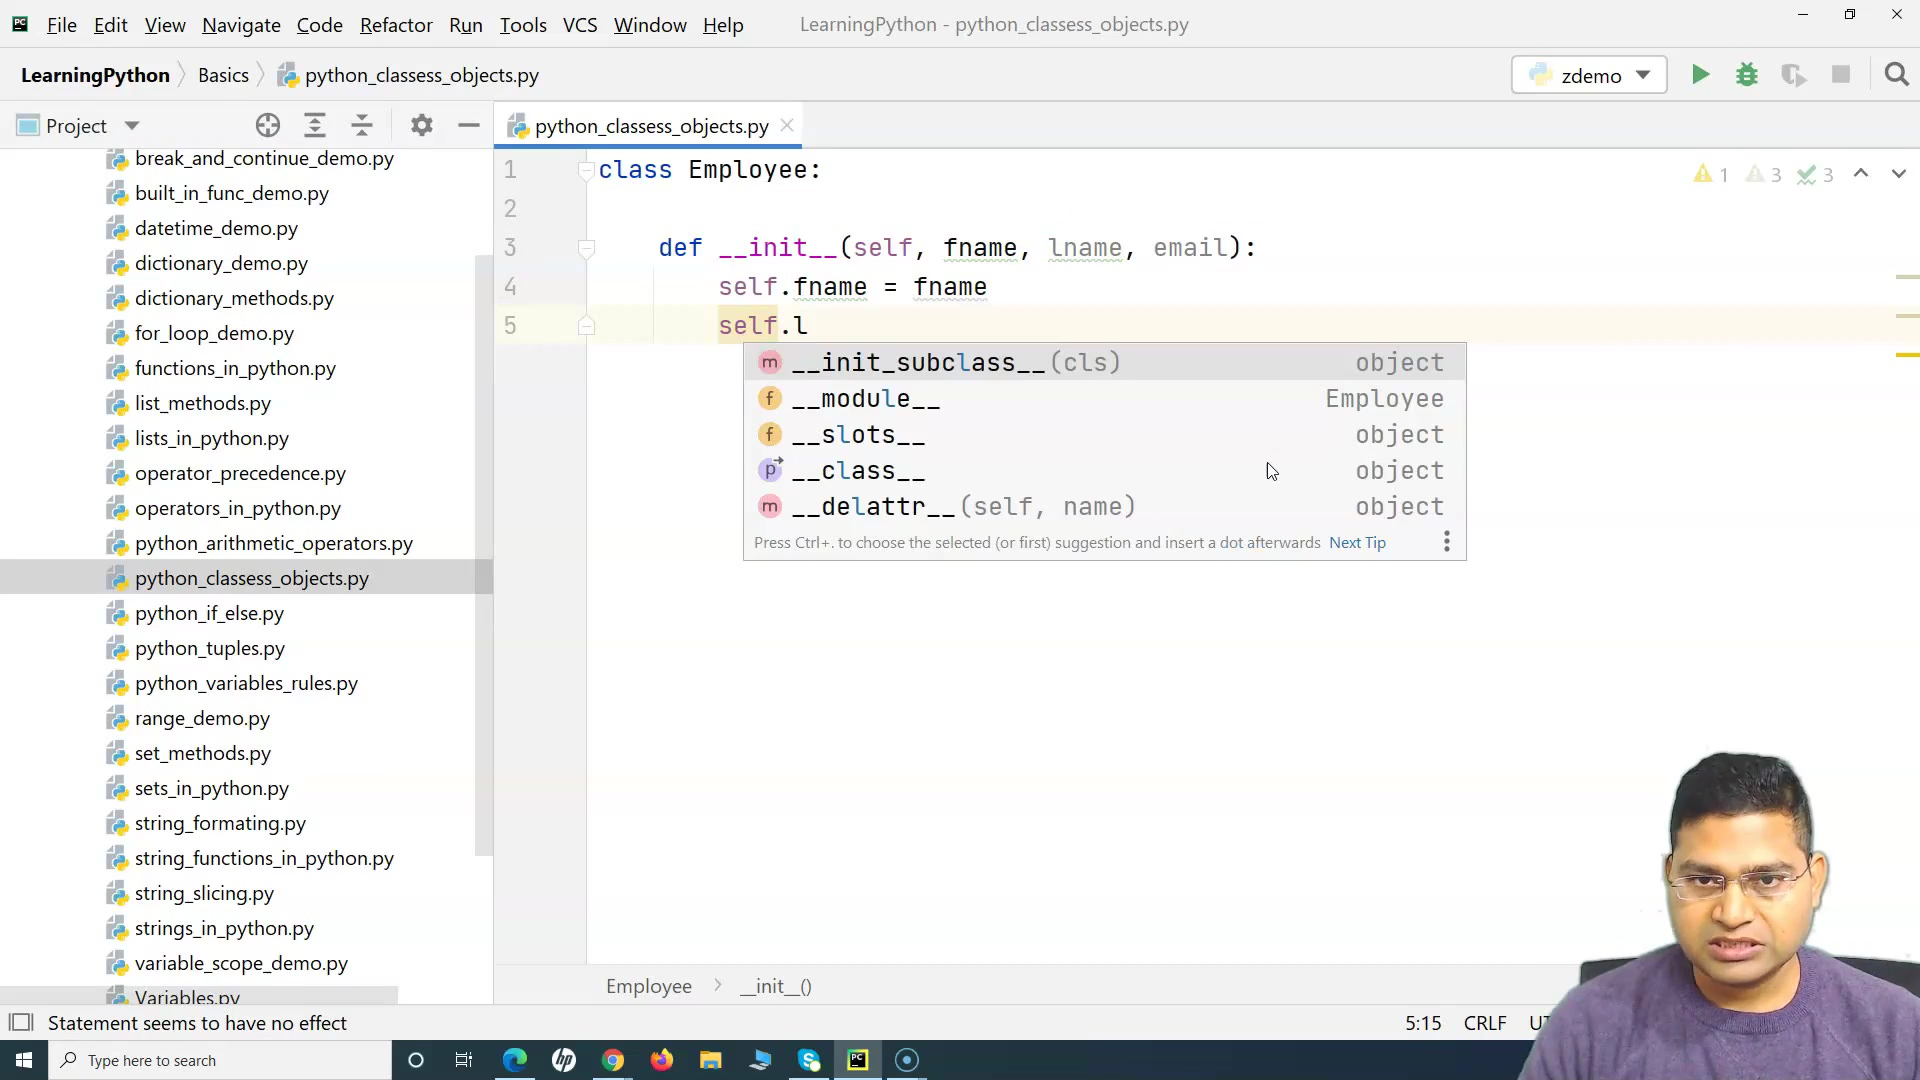 File Edit View Navigate Code Refactor Run Tools VCS Window Help LearningPython - python_classess_objects.py
LearningPython Basics python_classess_objects.py zdemo
Project python_classess_objects.py
break_and_continue_demo.py
built_in_func_demo.py
datetime_demo.py
dictionary_demo.py
dictionary_methods.py
for_loop_demo.py
functions_in_python.py
list_methods.py
lists_in_python.py
operator_precedence.py
operators_in_python.py
python_arithmetic_operators.py
python_classess_objects.py
python_if_else.py
python_tuples.py
python_variables_rules.py
range_demo.py
set_methods.py
sets_in_python.py
string_formating.py
string_functions_in_python.py
string_slicing.py
strings_in_python.py
variable_scope_demo.py
Variables.py
1 class Employee: 1 3 3
2
3 def __init__(self, fname, lname, email):
4 self.fname = fname
5 self.l
m __init_subclass__(cls) object
f __module__ Employee
f __slots__ object
p __class__ object
m __delattr__(self, name) object
Press Ctrl+. to choose the selected (or first) suggestion and insert a dot afterwards Next Tip
Employee __init__()
Statement seems to have no effect 5:15 CRLF
Type here to search